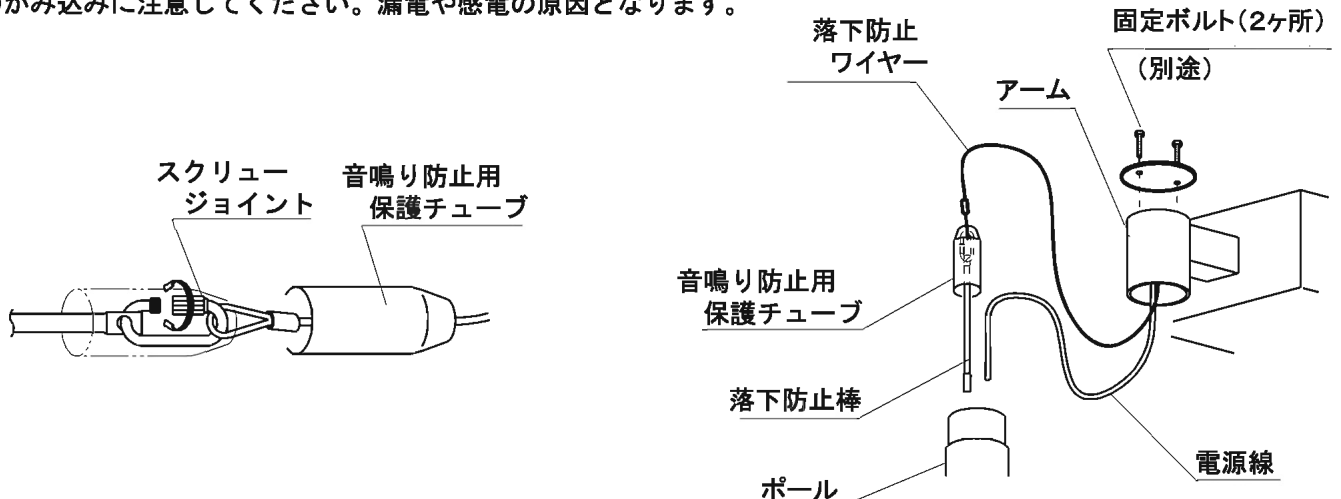 かみ込みに注意してください。漏電や感電の原因となります。
落下防止
ワイヤー
固定ボルト(2ヶ所)
(別途)
アーム
スクリュー
ジョイント
音鳴り防止用
保護チューブ
音鳴り防止用
保護チューブ
落下防止棒
電源線
ポール